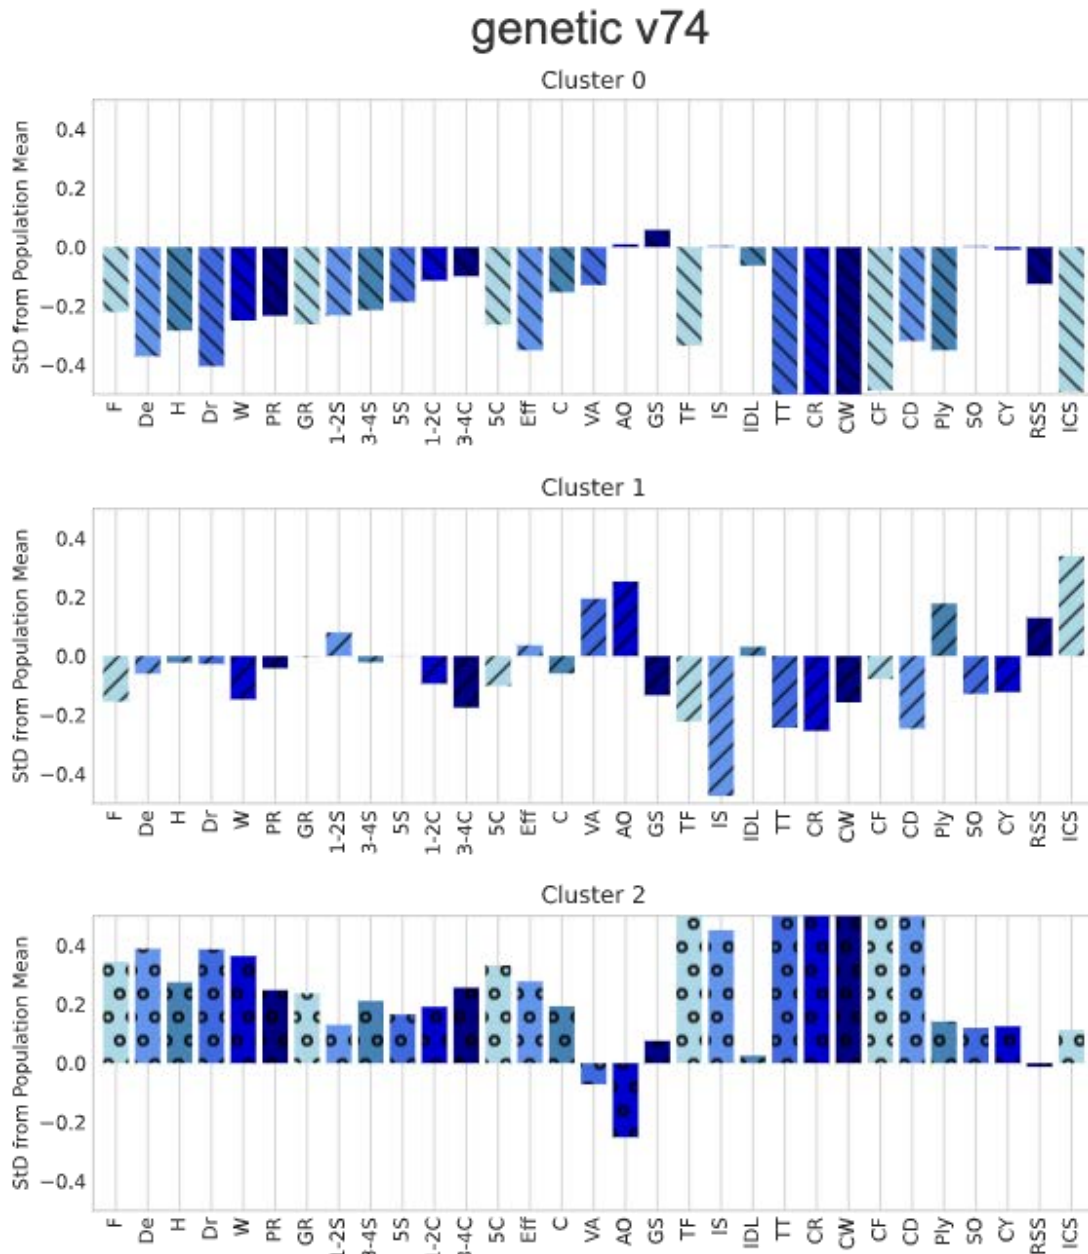 genetic v74
Cluster 0
StD from Population Mean
0.4
0.2
0.0
−0.2
−0.4
F De H Dr W PR GR 1-2S 3-4S 5S 1-2C 3-4C 5C Eff C VA AO GS TF IS IDL TT CR CW CF CD Ply SO CY RSS ICS
Cluster 1
StD from Population Mean
0.4
0.2
0.0
−0.2
−0.4
F De H Dr W PR GR 1-2S 3-4S 5S 1-2C 3-4C 5C Eff C VA AO GS TF IS IDL TT CR CW CF CD Ply SO CY RSS ICS
Cluster 2
StD from Population Mean
0.4
0.2
0.0
−0.2
−0.4
F De H Dr W PR GR 1-2S 3-4S 5S 1-2C 3-4C 5C Eff C VA AO GS TF IS IDL TT CR CW CF CD Ply SO CY RSS ICS